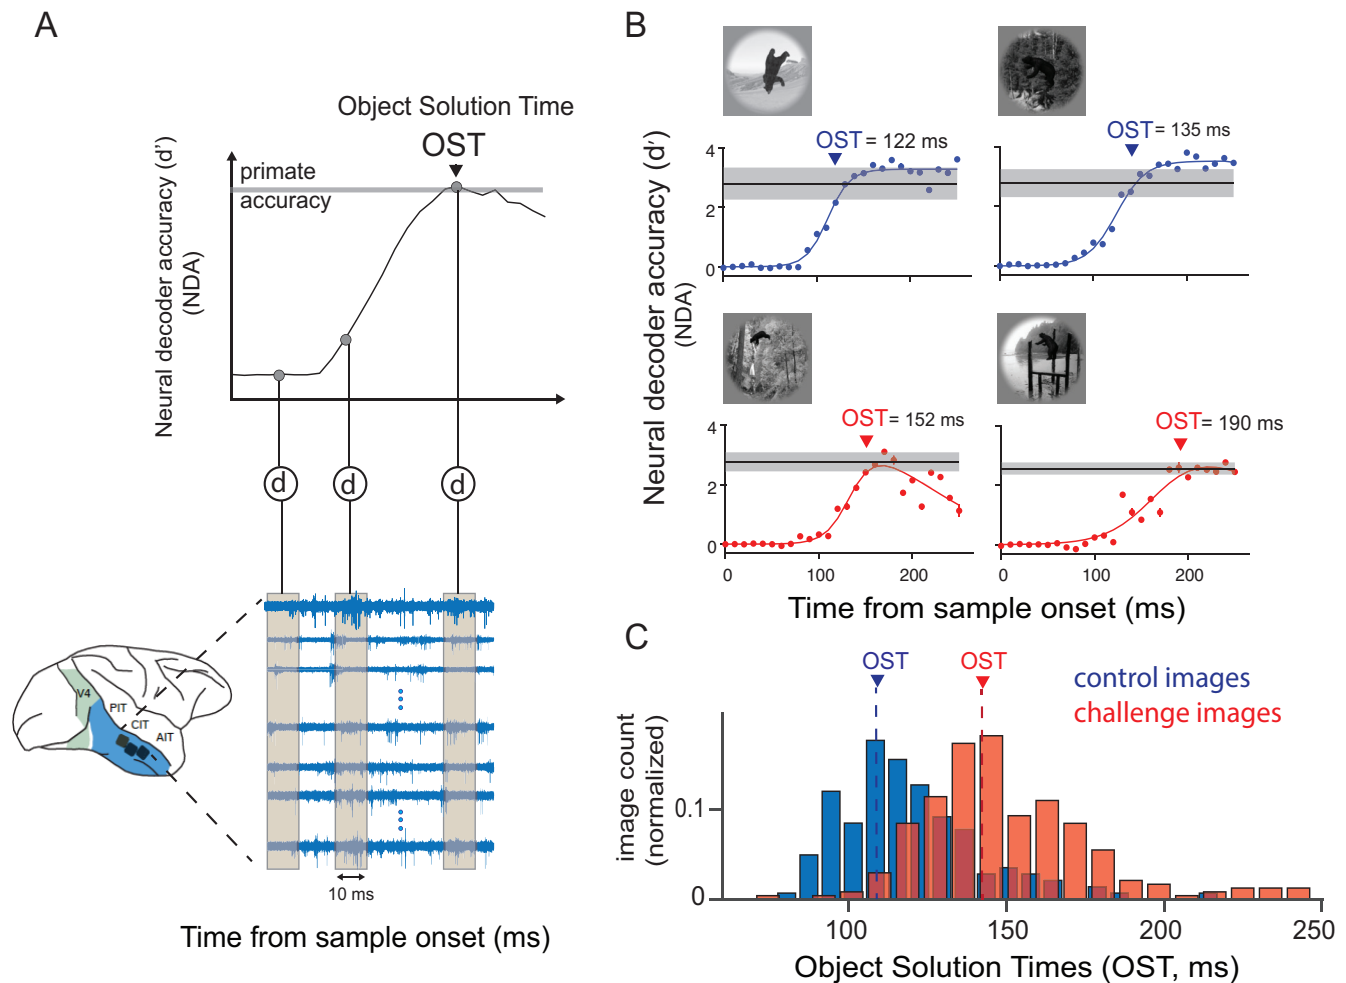 A
Object Solution Time
OST
Neural decoder accuracy (d')
(NDA)
primate
accuracy
d
d
d
V4
PIT
CIT
AIT
10 ms
Time from sample onset (ms)
B
Neural decoder accuracy (d′)
(NDA)
OST = 122 ms
4
2
0
OST = 135 ms
OST = 152 ms
4
2
0
0
100
200
OST = 190 ms
0
100
200
Time from sample onset (ms)
C
OST
OST
control images
challenge images
image count
(normalized)
0.1
0
100
150
200
250
Object Solution Times (OST, ms)